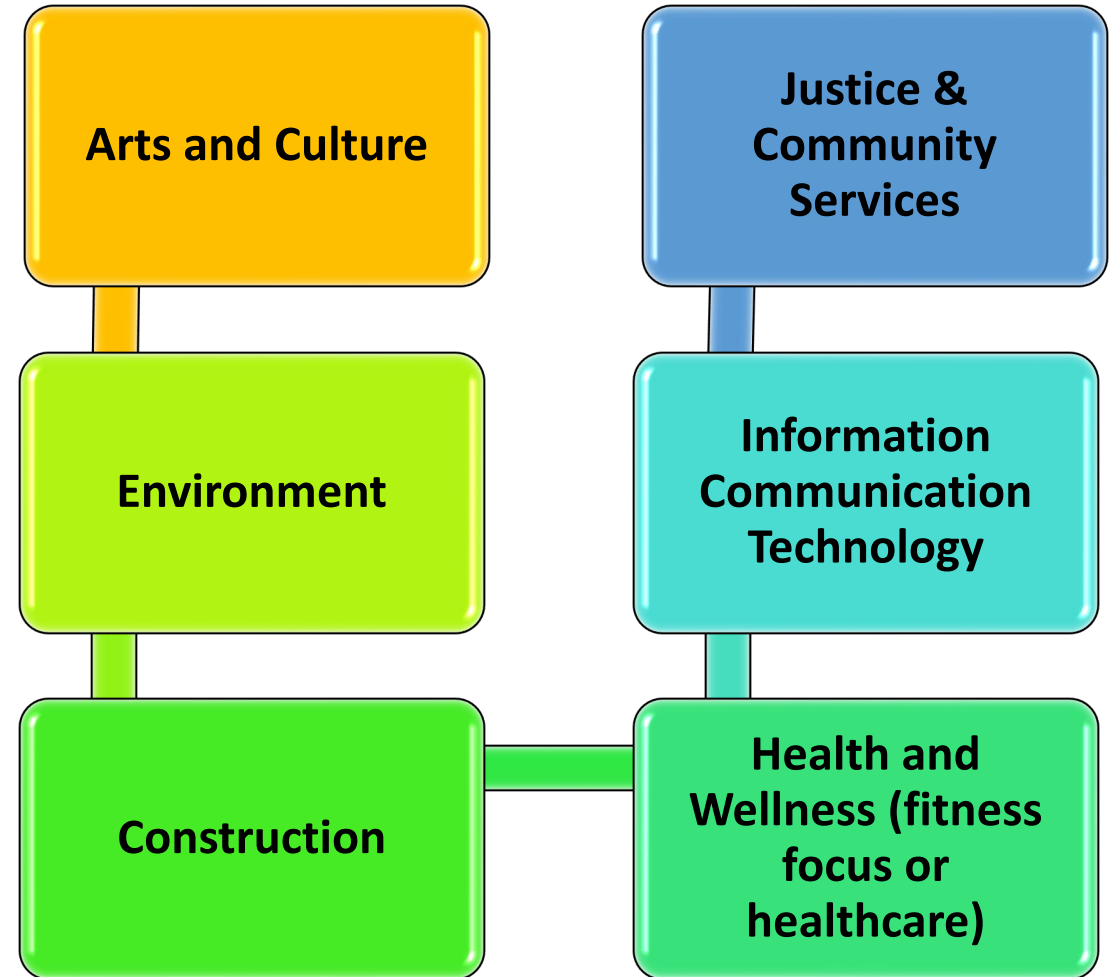 Arts and Culture
Environment
Construction
Health and
Wellness (fitness
focus or
healthcare)
Information
Communication
Technology
Justice &
Community
Services